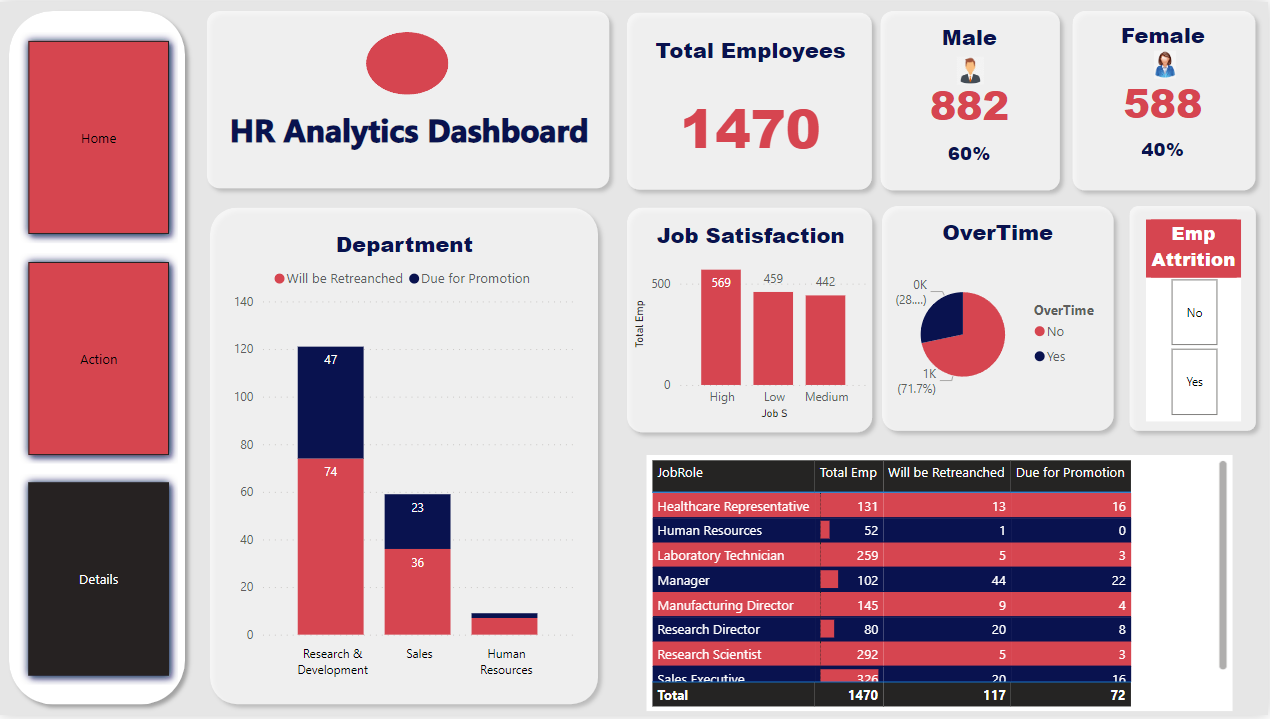 Home
Action
Details
HR Analytics Dashboard
Total Employees
1470
Male
882
60%
Female
588
40%
Department
Will be Retreanched Due for Promotion
140
120
100
80
60
40
20
0
47
74
23
36
Research &
Development
Sales
Human
Resources
Job Satisfaction
Total Emp
500
0
569
459
442
High Low Medium
Job S
OverTime
0K
(28....)
1K
(71.7%)
OverTime
No
Yes
Emp
Attrition
No
Yes
JobRole Total Emp Will be Retreanched Due for Promotion
Healthcare Representative 131 13 16
Human Resources 52 1 0
Laboratory Technician 259 5 3
Manager 102 44 22
Manufacturing Director 145 9 4
Research Director 80 20 8
Research Scientist 292 5 3
Sales Executive 326 20 16
Total 1470 117 72